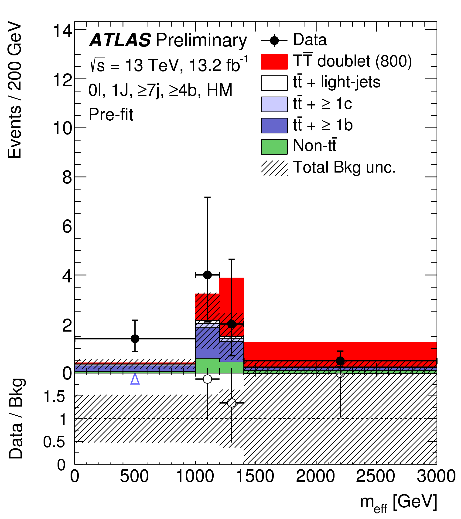 ATLAS Preliminary
√s = 13 TeV, 13.2 fb⁻¹
0l, 1J, ≥7j, ≥4b, HM
Pre-fit
Data
TT̅ doublet (800)
tt̅ + light-jets
tt̅ + ≥ 1c
tt̅ + ≥ 1b
Non-tt̅
Total Bkg unc.
Events / 200 GeV
14
12
10
8
6
4
2
0
Data / Bkg
1.5
1
0.5
0
0 500 1000 1500 2000 2500 3000
m_eff [GeV]